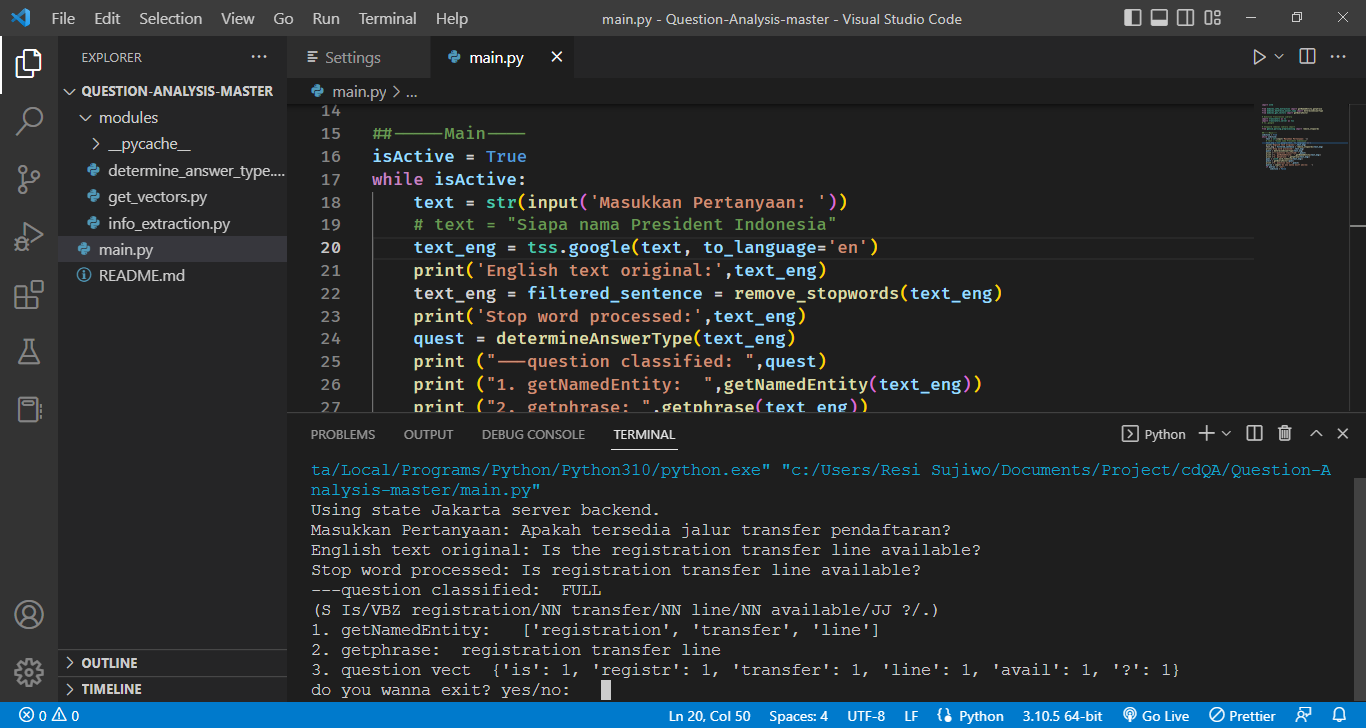 File Edit Selection View Go Run Terminal Help main.py - Question-Analysis-master - Visual Studio Code
EXPLORER
QUESTION-ANALYSIS-MASTER
modules
__pycache__
determine_answer_type....
get_vectors.py
info_extraction.py
main.py
README.md
OUTLINE
TIMELINE
Settings main.py
main.py > ...
14
15 ##-----Main----
16 isActive = True
17 while isActive:
18 text = str(input('Masukkan Pertanyaan: '))
19 # text = "Siapa nama President Indonesia"
20 text_eng = tss.google(text, to_language='en')
21 print('English text original:',text_eng)
22 text_eng = filtered_sentence = remove_stopwords(text_eng)
23 print('Stop word processed:',text_eng)
24 quest = determineAnswerType(text_eng)
25 print ("---question classified: ",quest)
26 print ("1. getNamedEntity:  ",getNamedEntity(text_eng))
27 print ("2. getphrase: ",getphrase(text_eng))
PROBLEMS OUTPUT DEBUG CONSOLE TERMINAL Python
ta/Local/Programs/Python/Python310/python.exe" "c:/Users/Resi Sujiwo/Documents/Project/cdQA/Question-A
nalysis-master/main.py"
Using state Jakarta server backend.
Masukkan Pertanyaan: Apakah tersedia jalur transfer pendaftaran?
English text original: Is the registration transfer line available?
Stop word processed: Is registration transfer line available?
---question classified:  FULL
(S Is/VBZ registration/NN transfer/NN line/NN available/JJ ?/.)
1. getNamedEntity:   ['registration', 'transfer', 'line']
2. getphrase:  registration transfer line
3. question vect  {'is': 1, 'registr': 1, 'transfer': 1, 'line': 1, 'avail': 1, '?': 1}
do you wanna exit? yes/no:
0 0 Ln 20, Col 50 Spaces: 4 UTF-8 LF Python 3.10.5 64-bit Go Live Prettier